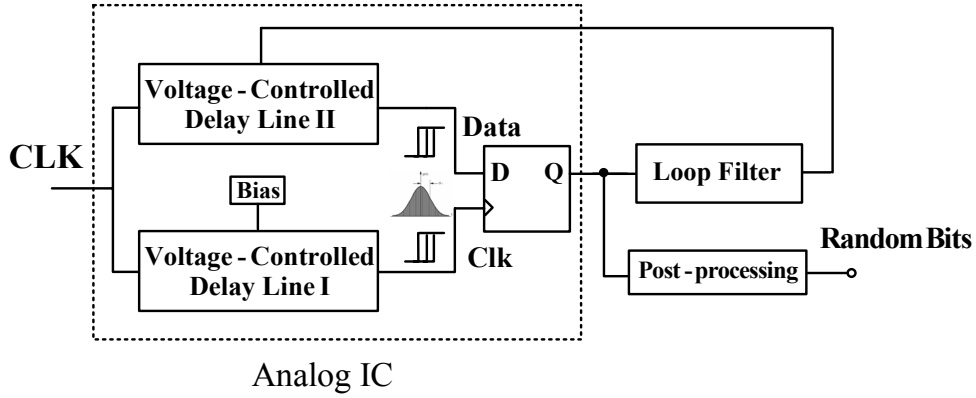 Voltage - Controlled
Delay Line II
CLK
Data
D Q
Loop Filter
Bias
Voltage - Controlled
Delay Line I
Clk
Random Bits
Post - processing
Analog IC